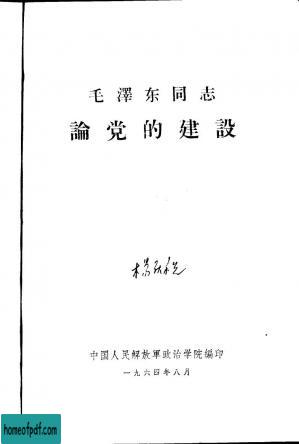 毛澤东同志
論党的建設
中国人民解放軍政治学院編印
一九六四年八月
homeofpdf.com